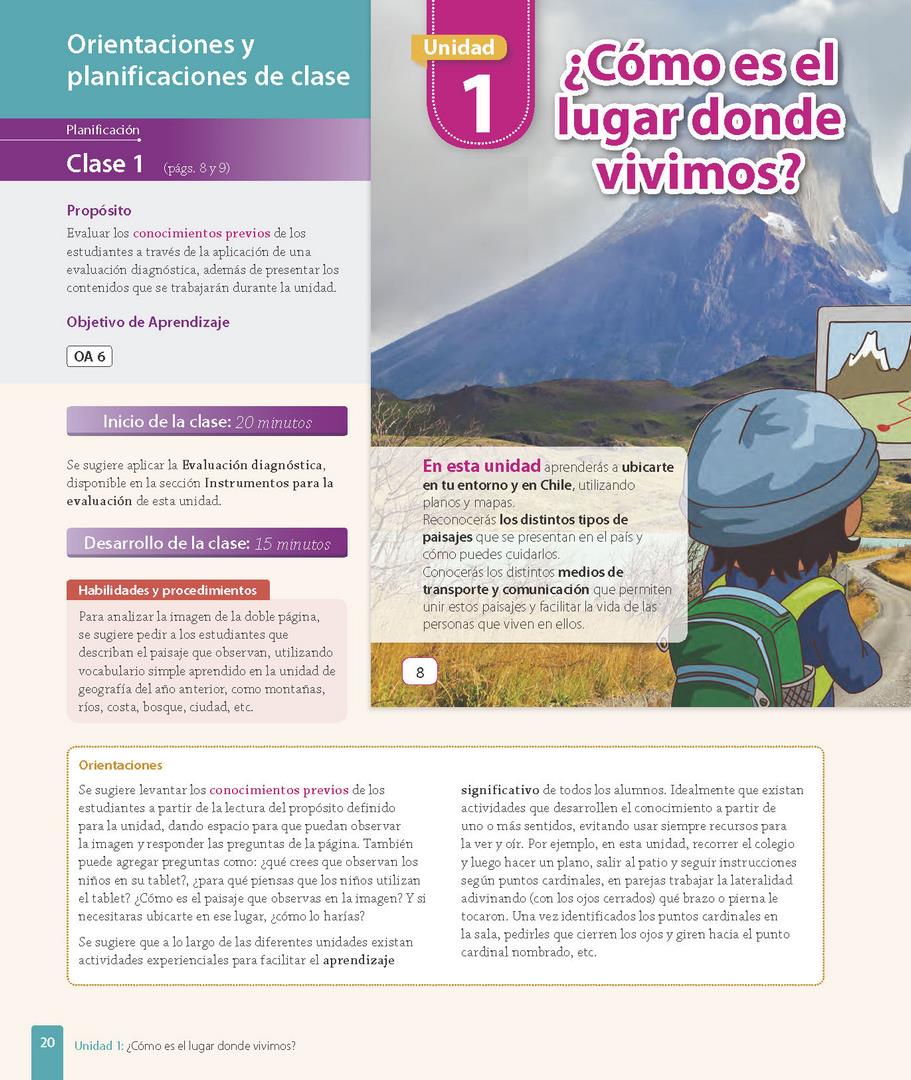 Orientaciones y
planificaciones de clase
Planificación
Clase 1 (págs. 8 y 9)
Propósito
Evaluar los conocimientos previos de los
estudiantes a través de la aplicación de una
evaluación diagnóstica, además de presentar los
contenidos que se trabajarán durante la unidad.
Objetivo de Aprendizaje
OA 6
Inicio de la clase: 20 minutos
Se sugiere aplicar la Evaluación diagnóstica,
disponible en la sección Instrumentos para la
evaluación de esta unidad.
Desarrollo de la clase: 15 minutos
Habilidades y procedimientos
Para analizar la imagen de la doble página,
se sugiere pedir a los estudiantes que
describan el paisaje que observan, utilizando
vocabulario simple aprendido en la unidad de
geografía del año anterior, como montañas,
ríos, costa, bosque, ciudad, etc.
Unidad
1
¿Cómo es el
lugar donde
vivimos?
En esta unidad aprenderás a ubicarte
en tu entorno y en Chile, utilizando
planos y mapas.
Reconocerás los distintos tipos de
paisajes que se presentan en el país y
cómo puedes cuidarlos.
Conocerás los distintos medios de
transporte y comunicación que permiten
unir estos paisajes y facilitar la vida de las
personas que viven en ellos.
8
Orientaciones
Se sugiere levantar los conocimientos previos de los
estudiantes a partir de la lectura del propósito definido
para la unidad, dando espacio para que puedan observar
la imagen y responder las preguntas de la página. También
puede agregar preguntas como: ¿qué crees que observan los
niños en su tablet?, ¿para qué piensas que los niños utilizan
el tablet? ¿Cómo es el paisaje que observas en la imagen? Y si
necesitaras ubicarte en ese lugar, ¿cómo lo harías?
Se sugiere que a lo largo de las diferentes unidades existan
actividades experienciales para facilitar el aprendizaje
significativo de todos los alumnos. Idealmente que existan
actividades que desarrollen el conocimiento a partir de
uno o más sentidos, evitando usar siempre recursos para
la ver y oír. Por ejemplo, en esta unidad, recorrer el colegio
y luego hacer un plano, salir al patio y seguir instrucciones
según puntos cardinales, en parejas trabajar la lateralidad
adivinando (con los ojos cerrados) qué brazo o pierna le
tocaron. Una vez identificados los puntos cardinales en
la sala, pedirles que cierren los ojos y giren hacia el punto
cardinal nombrado, etc.
20
Unidad 1: ¿Cómo es el lugar donde vivimos?